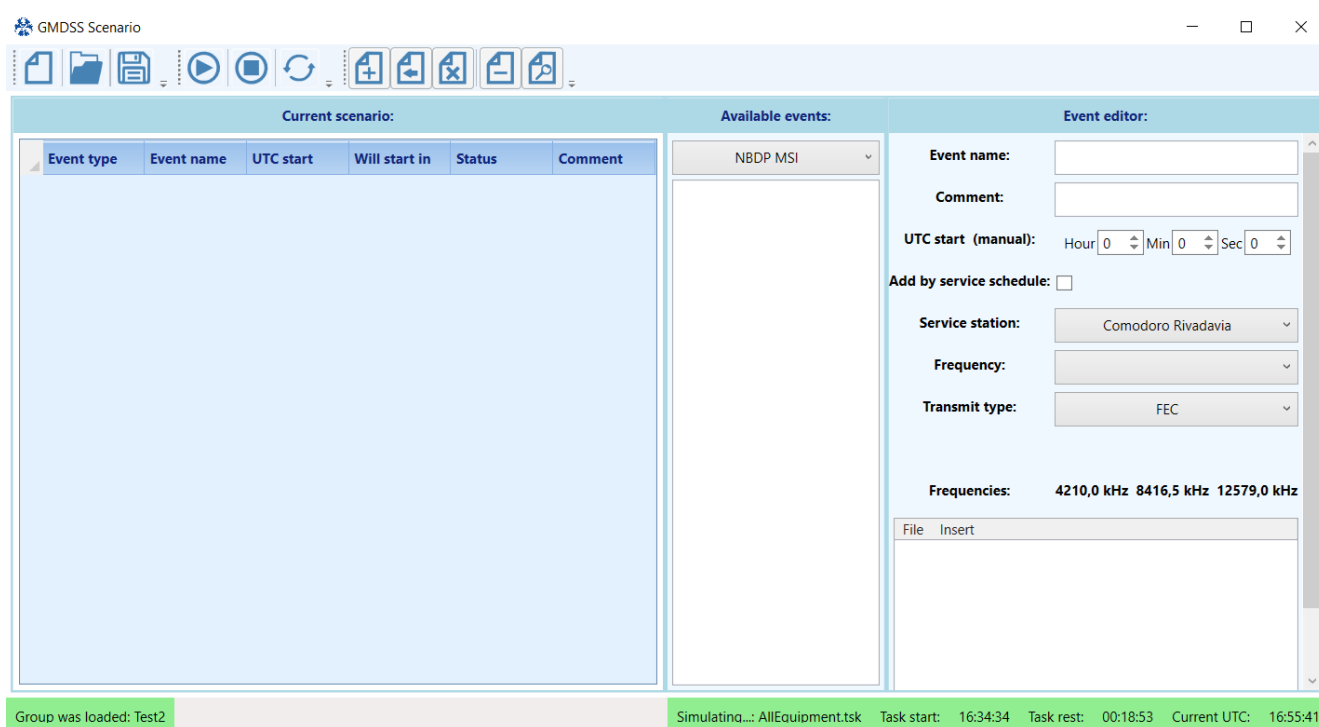 GMDSS Scenario
Current scenario:
Event type Event name UTC start Will start in Status Comment
Available events:
NBDP MSI
Event editor:
Event name:
Comment:
UTC start (manual): Hour 0 Min 0 Sec 0
Add by service schedule:
Service station: Comodoro Rivadavia
Frequency:
Transmit type: FEC
Frequencies: 4210,0 kHz 8416,5 kHz 12579,0 kHz
File Insert
Group was loaded: Test2
Simulating...: AllEquipment.tsk Task start: 16:34:34 Task rest: 00:18:53 Current UTC: 16:55:41